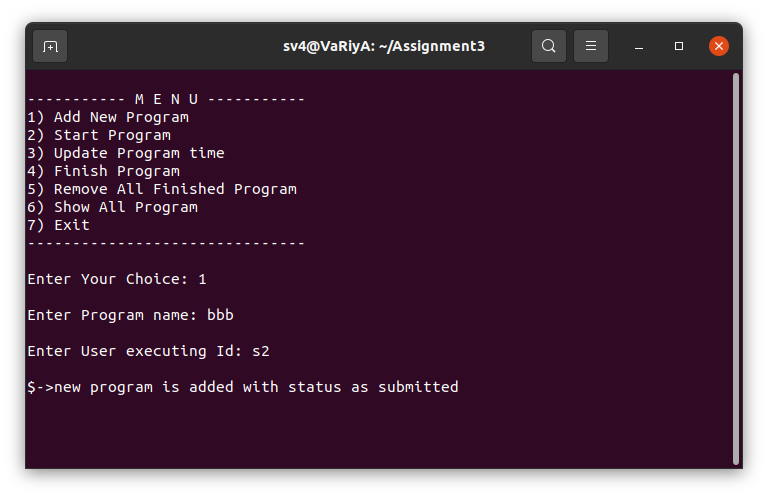 sv4@VaRiyA: ~/Assignment3
----------- M E N U -----------
1) Add New Program
2) Start Program
3) Update Program time
4) Finish Program
5) Remove All Finished Program
6) Show All Program
7) Exit
-------------------------------
Enter Your Choice: 1
Enter Program name: bbb
Enter User executing Id: s2
$->new program is added with status as submitted